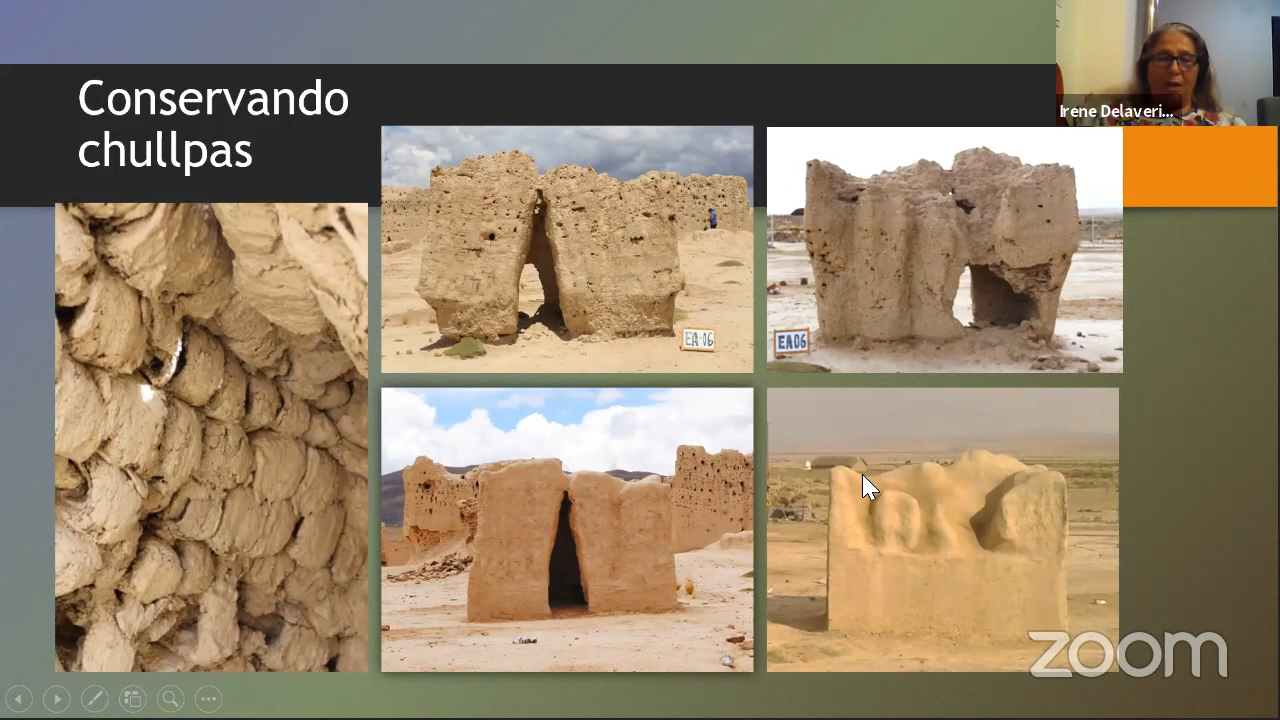 Conservando
chullpas
Irene Delaveri...
EA-06
EA06
zoom